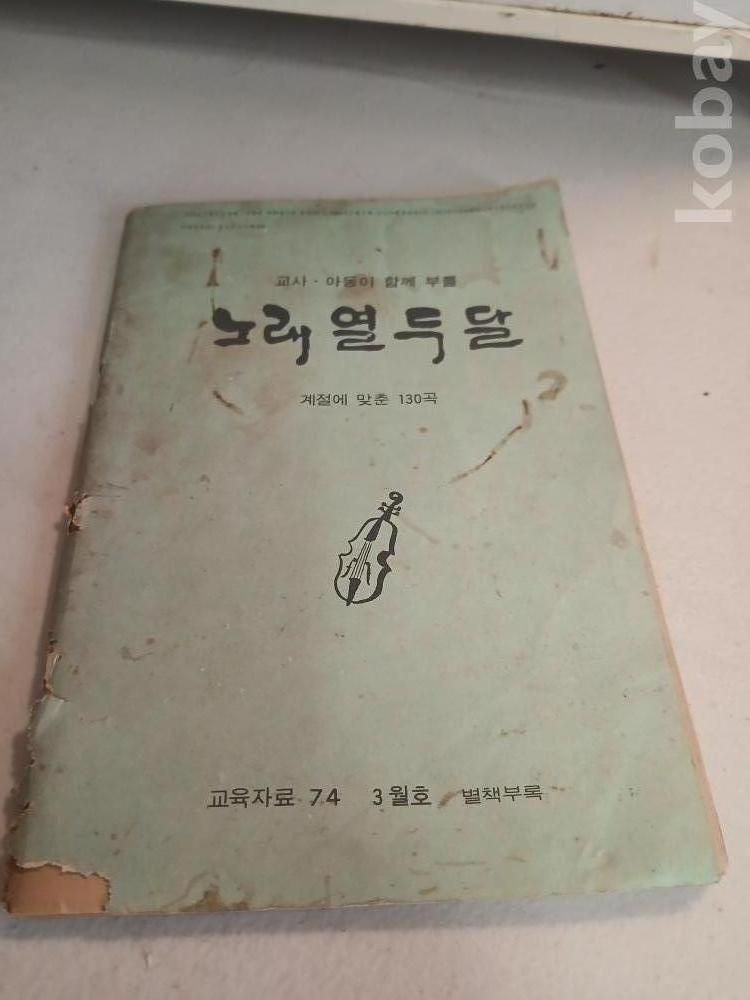 교사·아동이 함께 부를
노래 열두달
계절에 맞춘 130곡
교육자료 74 3월호 별책부록
kobay